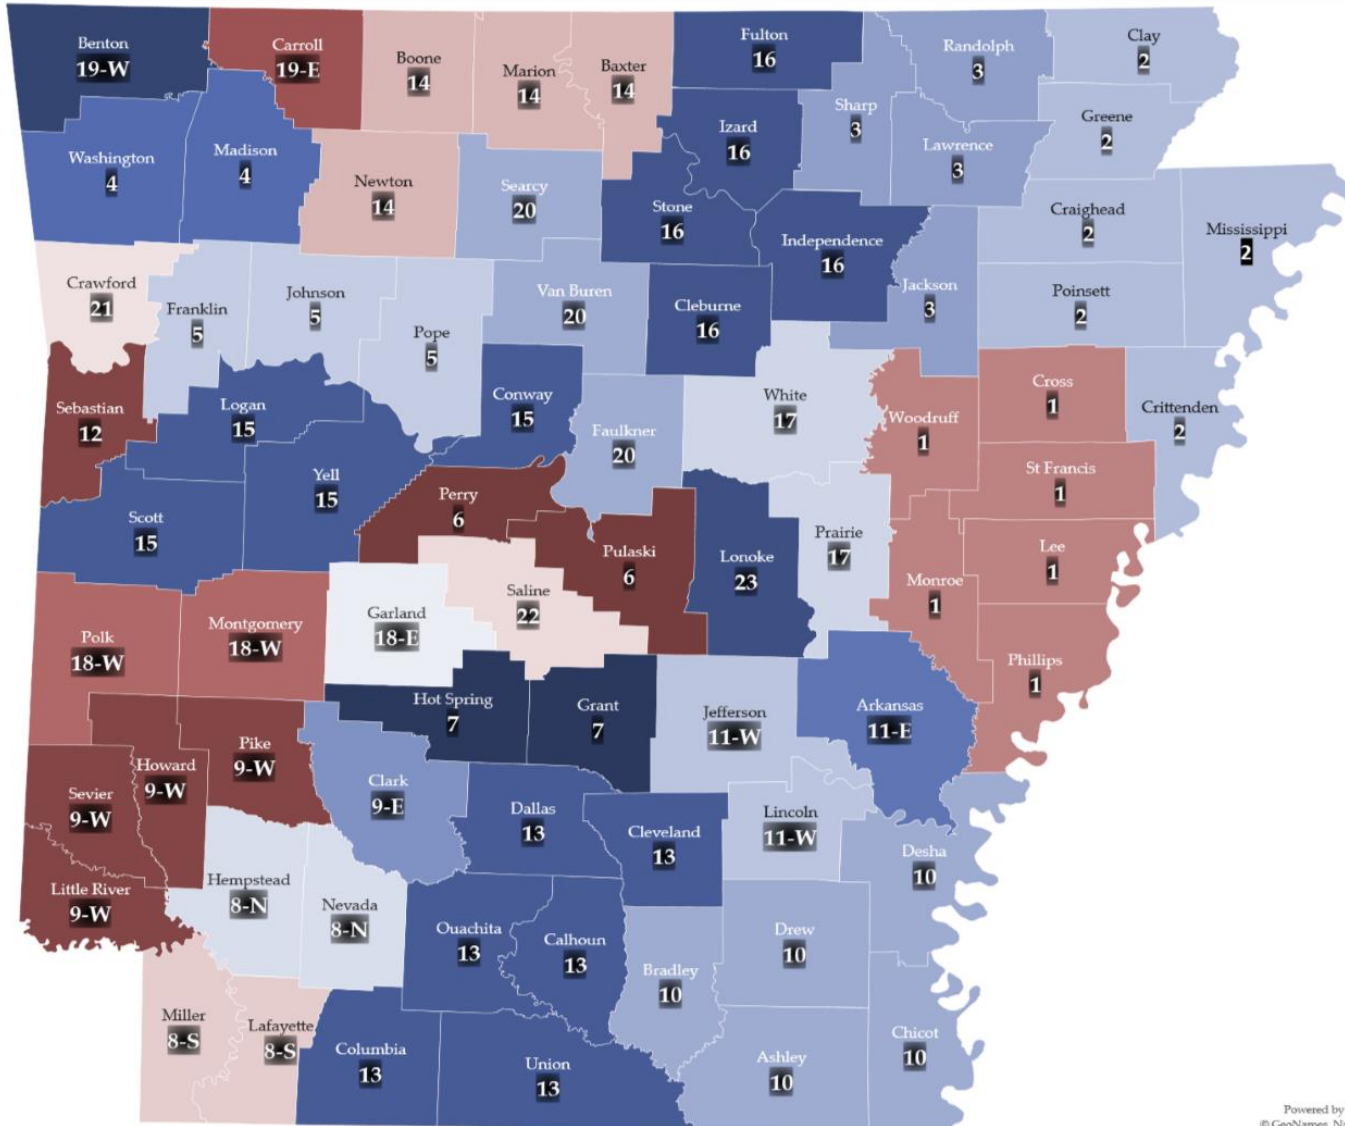 Benton
19-W
Carroll
19-E
Boone
14
Marion
14
Baxter
14
Fulton
16
Randolph
3
Clay
2
Sharp
3
Greene
2
Izard
16
Lawrence
3
Washington
4
Madison
4
Newton
14
Searcy
20
Stone
16
Independence
16
Craighead
2
Mississippi
2
Crawford
21
Franklin
5
Johnson
5
Pope
5
Van Buren
20
Cleburne
16
Jackson
3
Poinsett
2
Sebastian
12
Logan
15
Conway
15
Faulkner
20
White
17
Woodruff
1
Cross
1
Crittenden
2
Yell
15
Scott
15
Perry
6
Pulaski
6
Lonoke
23
Prairie
17
St Francis
1
Lee
1
Monroe
1
Phillips
1
Polk
18-W
Montgomery
18-W
Garland
18-E
Saline
22
Hot Spring
7
Grant
7
Jefferson
11-W
Arkansas
11-E
Sevier
9-W
Howard
9-W
Pike
9-W
Clark
9-E
Dallas
13
Cleveland
13
Lincoln
11-W
Desha
10
Little River
9-W
Hempstead
8-N
Nevada
8-N
Ouachita
13
Calhoun
13
Bradley
10
Drew
10
Miller
8-S
Lafayette
8-S
Columbia
13
Union
13
Ashley
10
Chicot
10
Powered by
© GeoNames,